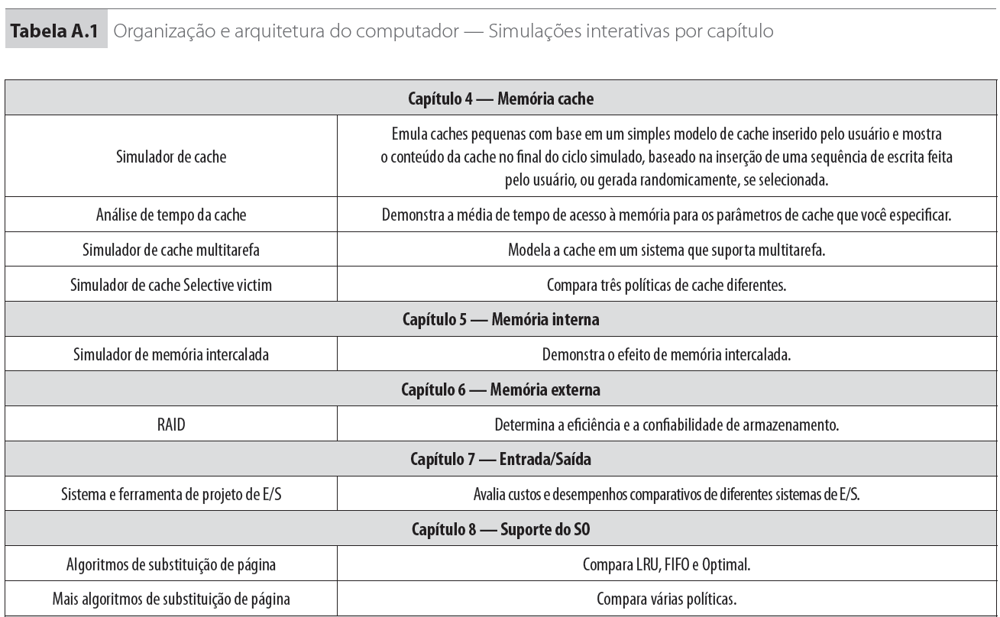 Tabela A.1 Organização e arquitetura do computador — Simulações interativas por capítulo
Capítulo 4 — Memória cache
Simulador de cache
Emula caches pequenas com base em um simples modelo de cache inserido pelo usuário e mostra
o conteúdo da cache no final do ciclo simulado, baseado na inserção de uma sequência de escrita feita
pelo usuário, ou gerada randomicamente, se selecionada.
Análise de tempo da cache
Demonstra a média de tempo de acesso à memória para os parâmetros de cache que você especificar.
Simulador de cache multitarefa
Modela a cache em um sistema que suporta multitarefa.
Simulador de cache Selective victim
Compara três políticas de cache diferentes.
Capítulo 5 — Memória interna
Simulador de memória intercalada
Demonstra o efeito de memória intercalada.
Capítulo 6 — Memória externa
RAID
Determina a eficiência e a confiabilidade de armazenamento.
Capítulo 7 — Entrada/Saída
Sistema e ferramenta de projeto de E/S
Avalia custos e desempenhos comparativos de diferentes sistemas de E/S.
Capítulo 8 — Suporte do SO
Algoritmos de substituição de página
Compara LRU, FIFO e Optimal.
Mais algoritmos de substituição de página
Compara várias políticas.